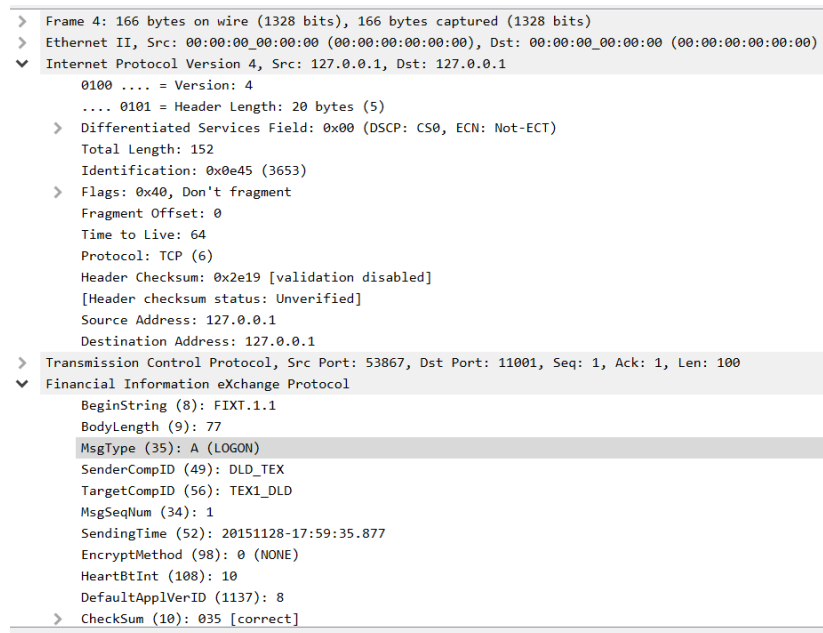 Frame 4: 166 bytes on wire (1328 bits), 166 bytes captured (1328 bits)
Ethernet II, Src: 00:00:00_00:00:00 (00:00:00:00:00:00), Dst: 00:00:00_00:00:00 (00:00:00:00:00:00)
Internet Protocol Version 4, Src: 127.0.0.1, Dst: 127.0.0.1
0100 .... = Version: 4
.... 0101 = Header Length: 20 bytes (5)
Differentiated Services Field: 0x00 (DSCP: CS0, ECN: Not-ECT)
Total Length: 152
Identification: 0x0e45 (3653)
Flags: 0x40, Don't fragment
Fragment Offset: 0
Time to Live: 64
Protocol: TCP (6)
Header Checksum: 0x2e19 [validation disabled]
[Header checksum status: Unverified]
Source Address: 127.0.0.1
Destination Address: 127.0.0.1
Transmission Control Protocol, Src Port: 53867, Dst Port: 11001, Seq: 1, Ack: 1, Len: 100
Financial Information eXchange Protocol
BeginString (8): FIXT.1.1
BodyLength (9): 77
MsgType (35): A (LOGON)
SenderCompID (49): DLD_TEX
TargetCompID (56): TEX1_DLD
MsgSeqNum (34): 1
SendingTime (52): 20151128-17:59:35.877
EncryptMethod (98): 0 (NONE)
HeartBtInt (108): 10
DefaultApplVerID (1137): 8
CheckSum (10): 035 [correct]